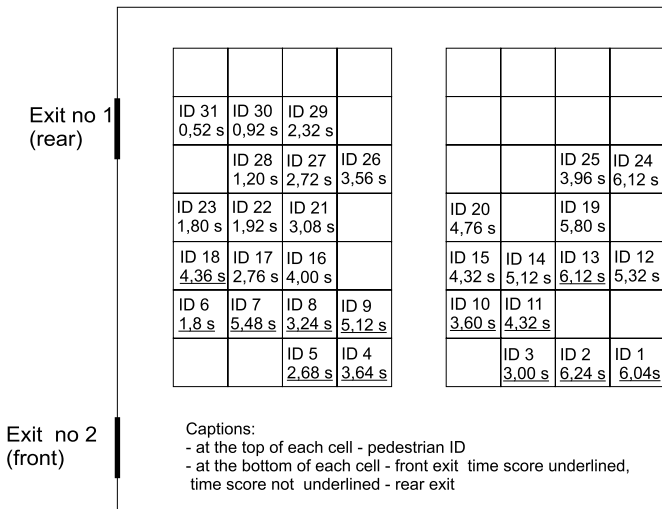 Exit no 1
(rear)
ID 31 ID 30 ID 29
0,52 s 0,92 s 2,32 s
ID 28 ID 27 ID 26 ID 25 ID 24
1,20 s 2,72 s 3,56 s 3,96 s 6,12 s
ID 23 ID 22 ID 21 ID 20 ID 19
1,80 s 1,92 s 3,08 s 4,76 s 5,80 s
ID 18 ID 17 ID 16 ID 15 ID 14 ID 13 ID 12
4,36 s 2,76 s 4,00 s 4,32 s 5,12 s 6,12 s 5,32 s
ID 6 ID 7 ID 8 ID 9 ID 10 ID 11
1,8 s 5,48 s 3,24 s 5,12 s 3,60 s 4,32 s
ID 5 ID 4 ID 3 ID 2 ID 1
2,68 s 3,64 s 3,00 s 6,24 s 6,04s
Exit no 2
(front)
Captions:
- at the top of each cell - pedestrian ID
- at the bottom of each cell - front exit time score underlined,
time score not underlined - rear exit